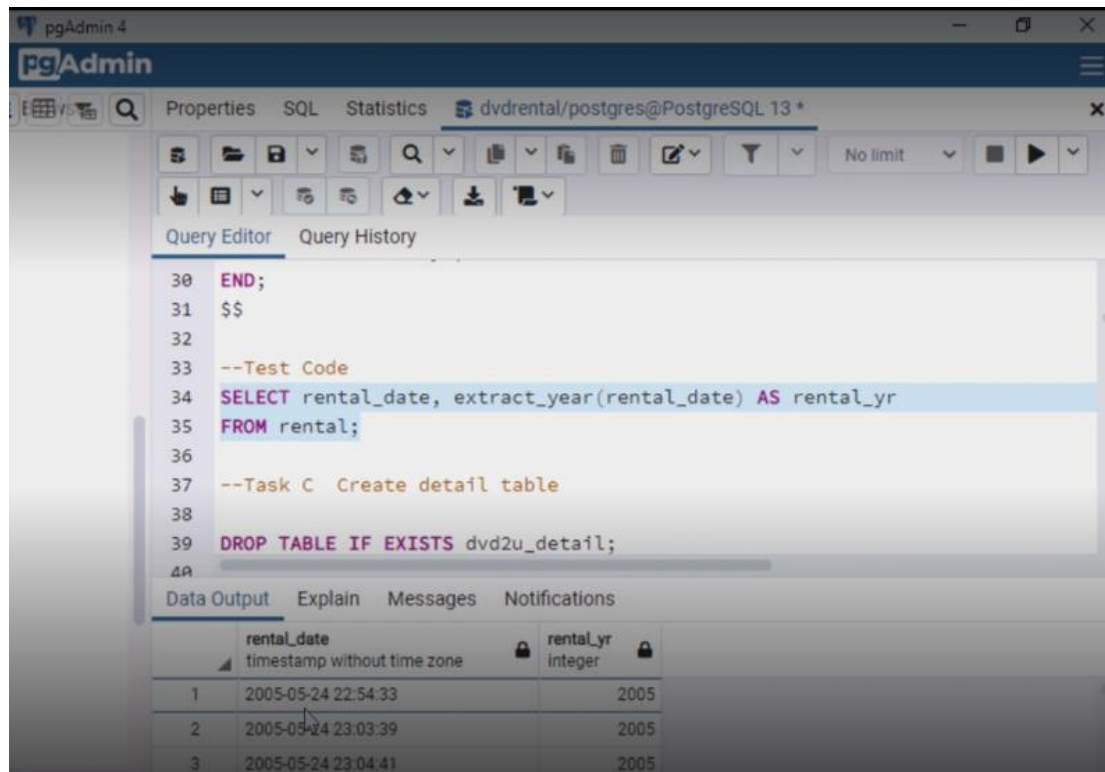 pgAdmin 4
pgAdmin
Properties SQL Statistics dvdrental/postgres@PostgreSQL 13 *
No limit
Query Editor Query History
30 END;
31 $$
32
33 --Test Code
34 SELECT rental_date, extract_year(rental_date) AS rental_yr
35 FROM rental;
36
37 --Task C Create detail table
38
39 DROP TABLE IF EXISTS dvd2u_detail;
40
Data Output Explain Messages Notifications
rental_date rental_yr
timestamp without time zone integer
1 2005-05-24 22:54:33 2005
2 2005-05-24 23:03:39 2005
3 2005-05-24 23:04:41 2005